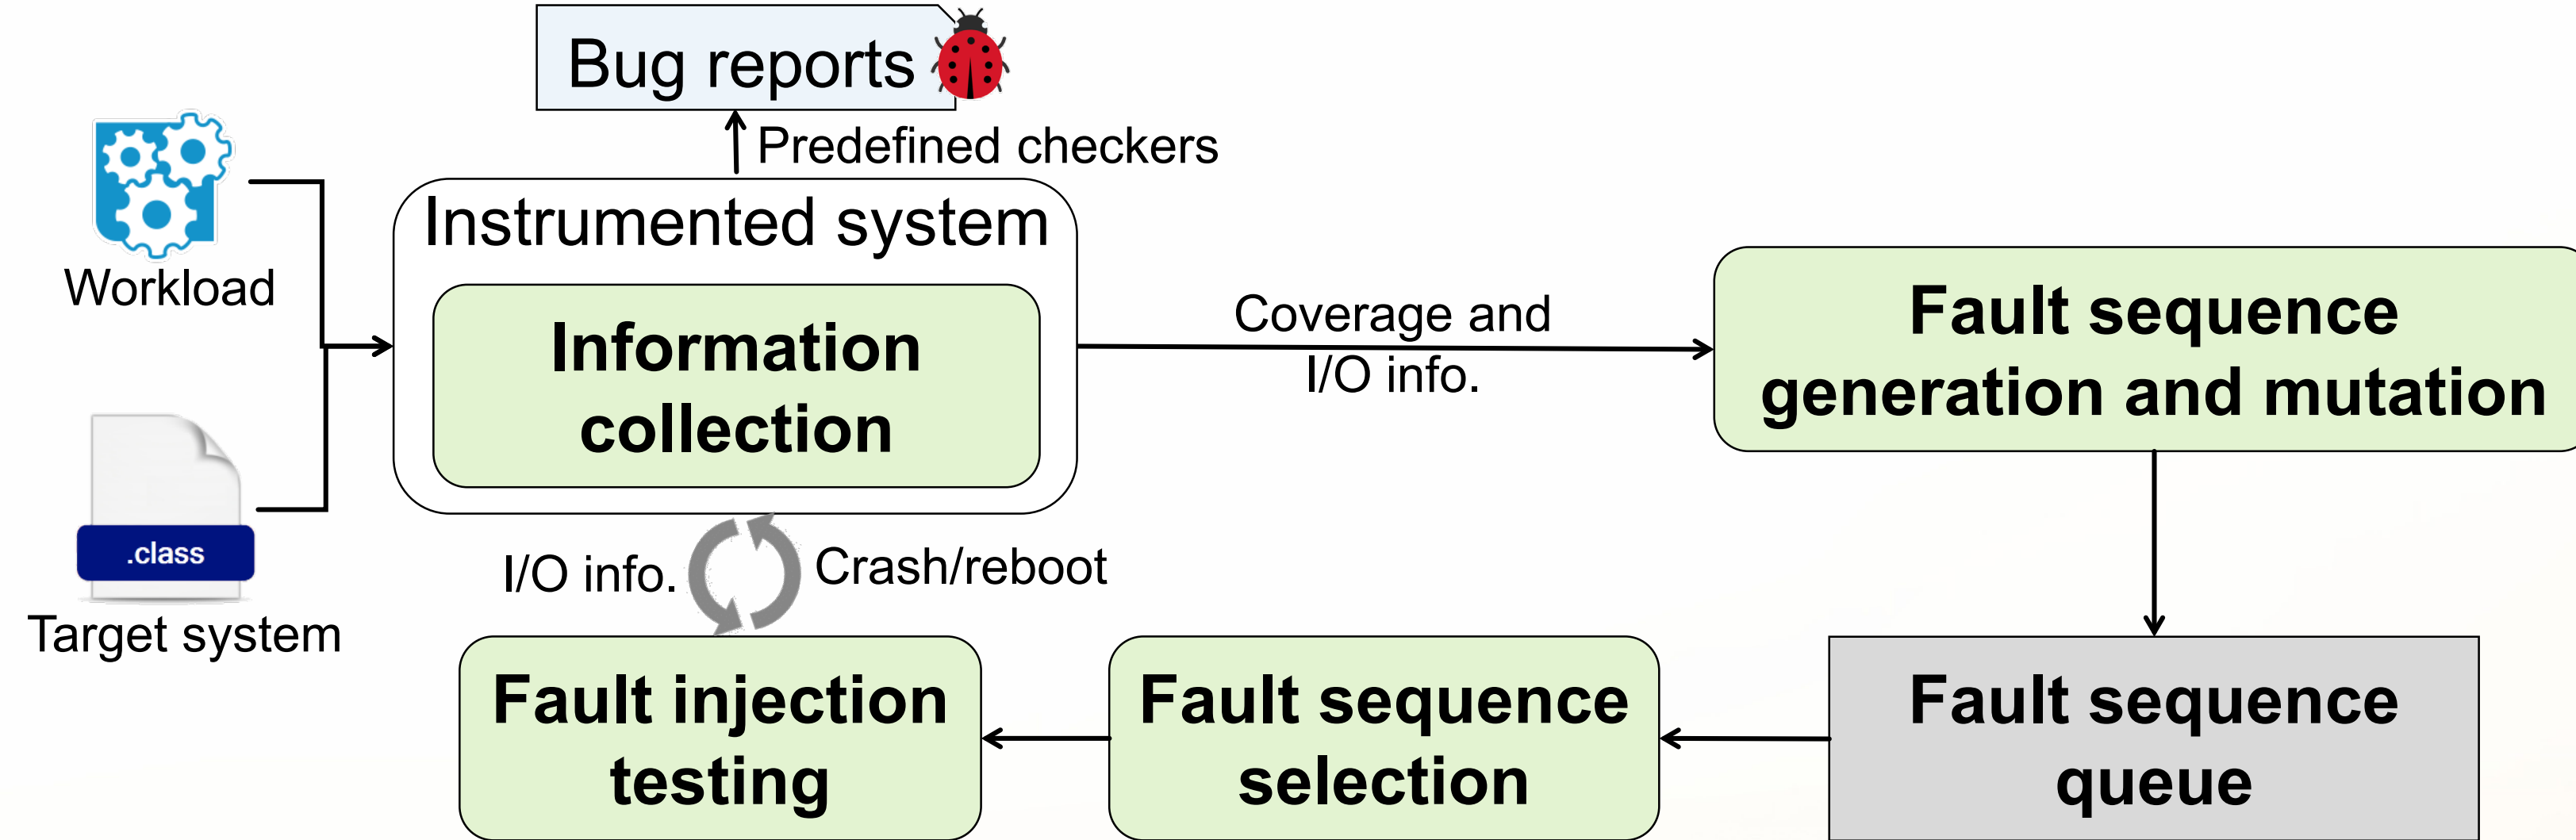 Bug reports
Predefined checkers
Workload
Instrumented system
Information
collection
Coverage and
I/O info.
Fault sequence
generation and mutation
.class
Target system
I/O info.
Crash/reboot
Fault injection
testing
Fault sequence
selection
Fault sequence
queue